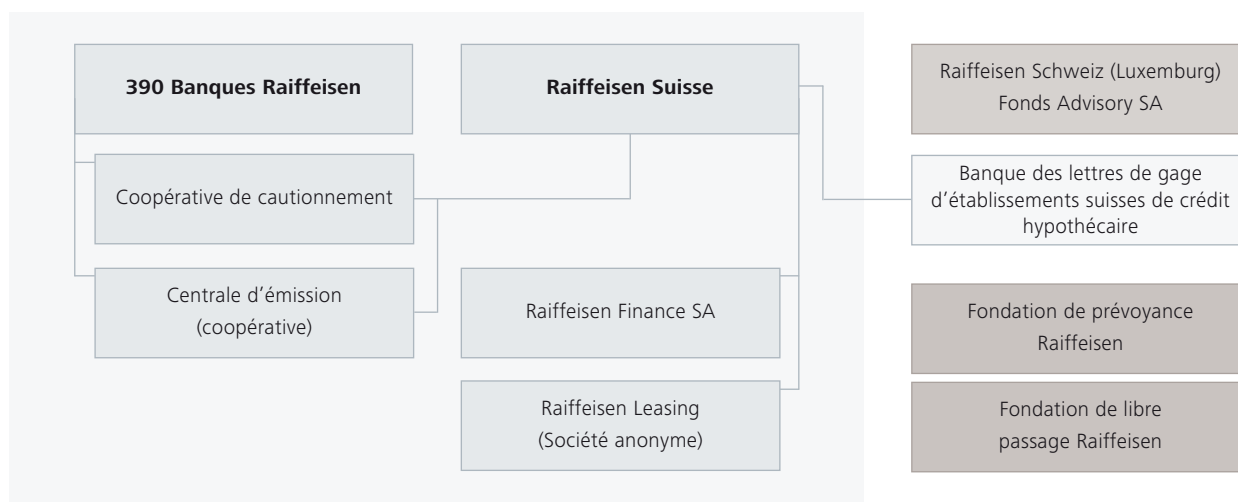 390 Banques Raiffeisen
Raiffeisen Suisse
Raiffeisen Schweiz (Luxemburg)
Fonds Advisory SA
Coopérative de cautionnement
Banque des lettres de gage
d’établissements suisses de crédit
hypothécaire
Centrale d’émission
(coopérative)
Raiffeisen Finance SA
Fondation de prévoyance
Raiffeisen
Raiffeisen Leasing
(Société anonyme)
Fondation de libre
passage Raiffeisen